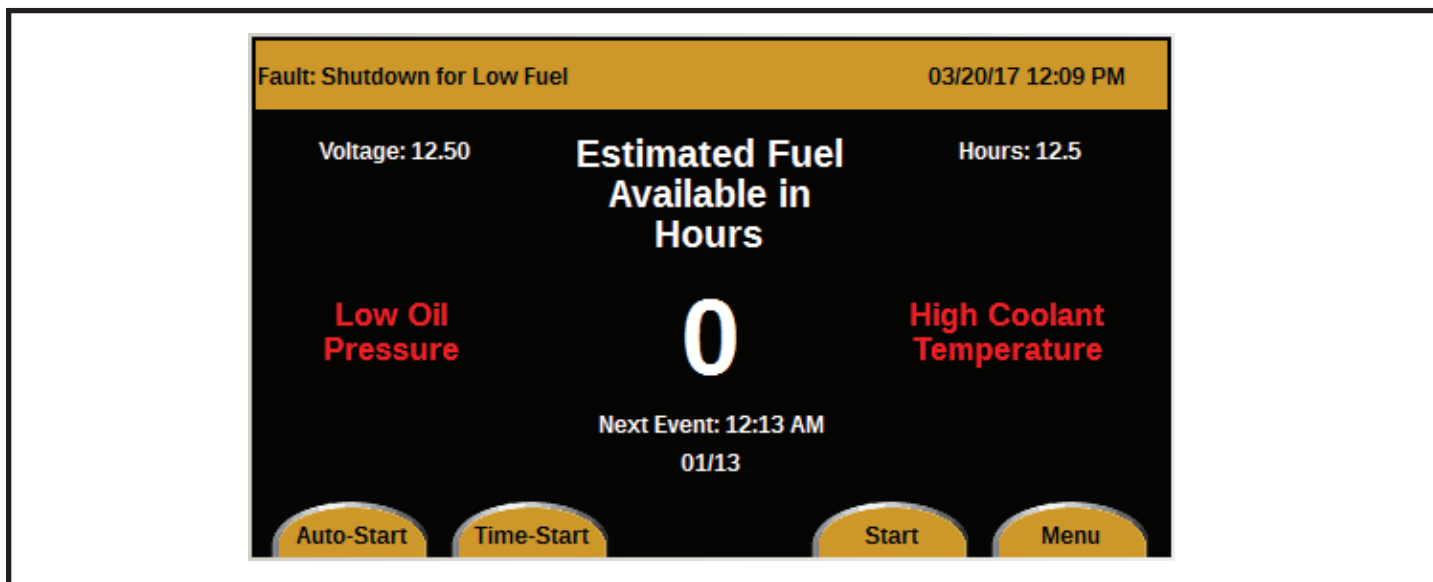 Fault: Shutdown for Low Fuel 03/20/17 12:09 PM
Voltage: 12.50
Estimated Fuel
Available in
Hours
Hours: 12.5
Low Oil
Pressure
0
High Coolant
Temperature
Next Event: 12:13 AM
01/13
Auto-Start Time-Start Start Menu